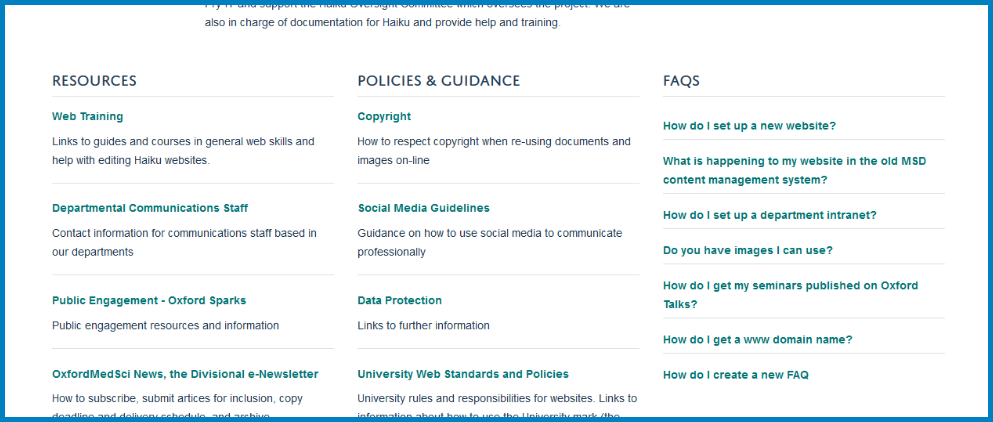 and support the Haiku Oversight Committee which oversees the project. We are
also in charge of documentation for Haiku and provide help and training.
RESOURCES
Web Training
Links to guides and courses in general web skills and
help with editing Haiku websites.
Departmental Communications Staff
Contact information for communications staff based in
our departments
Public Engagement - Oxford Sparks
Public engagement resources and information
OxfordMedSci News, the Divisional e-Newsletter
How to subscribe, submit artices for inclusion, copy
deadline and delivery schedule, and archive
POLICIES & GUIDANCE
Copyright
How to respect copyright when re-using documents and
images on-line
Social Media Guidelines
Guidance on how to use social media to communicate
professionally
Data Protection
Links to further information
University Web Standards and Policies
University rules and responsibilities for websites. Links to
information about how to use the University mark (the
FAQS
How do I set up a new website?
What is happening to my website in the old MSD
content management system?
How do I set up a department intranet?
Do you have images I can use?
How do I get my seminars published on Oxford
Talks?
How do I get a www domain name?
How do I create a new FAQ